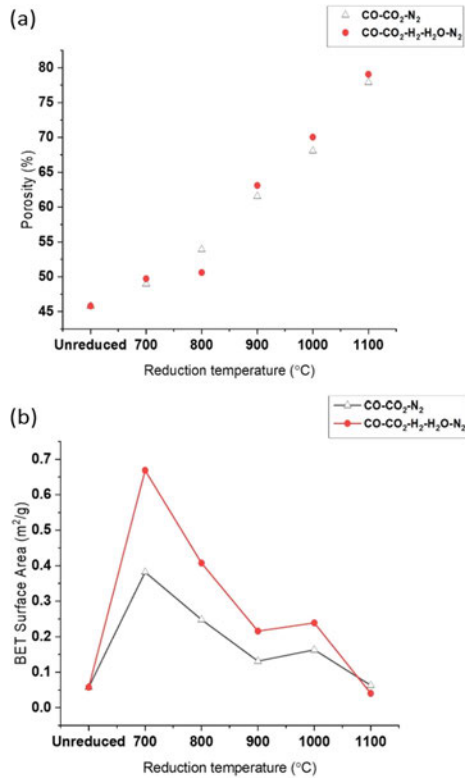 (a)
CO-CO₂-N₂
CO-CO₂-H₂-H₂O-N₂
80
75
70
65
60
55
50
45
Porosity (%)
Unreduced 700 800 900 1000 1100
Reduction temperature (°C)
(b)
CO-CO₂-N₂
CO-CO₂-H₂-H₂O-N₂
0.7
0.6
0.5
0.4
0.3
0.2
0.1
0.0
BET Surface Area (m²/g)
Unreduced 700 800 900 1000 1100
Reduction temperature (°C)